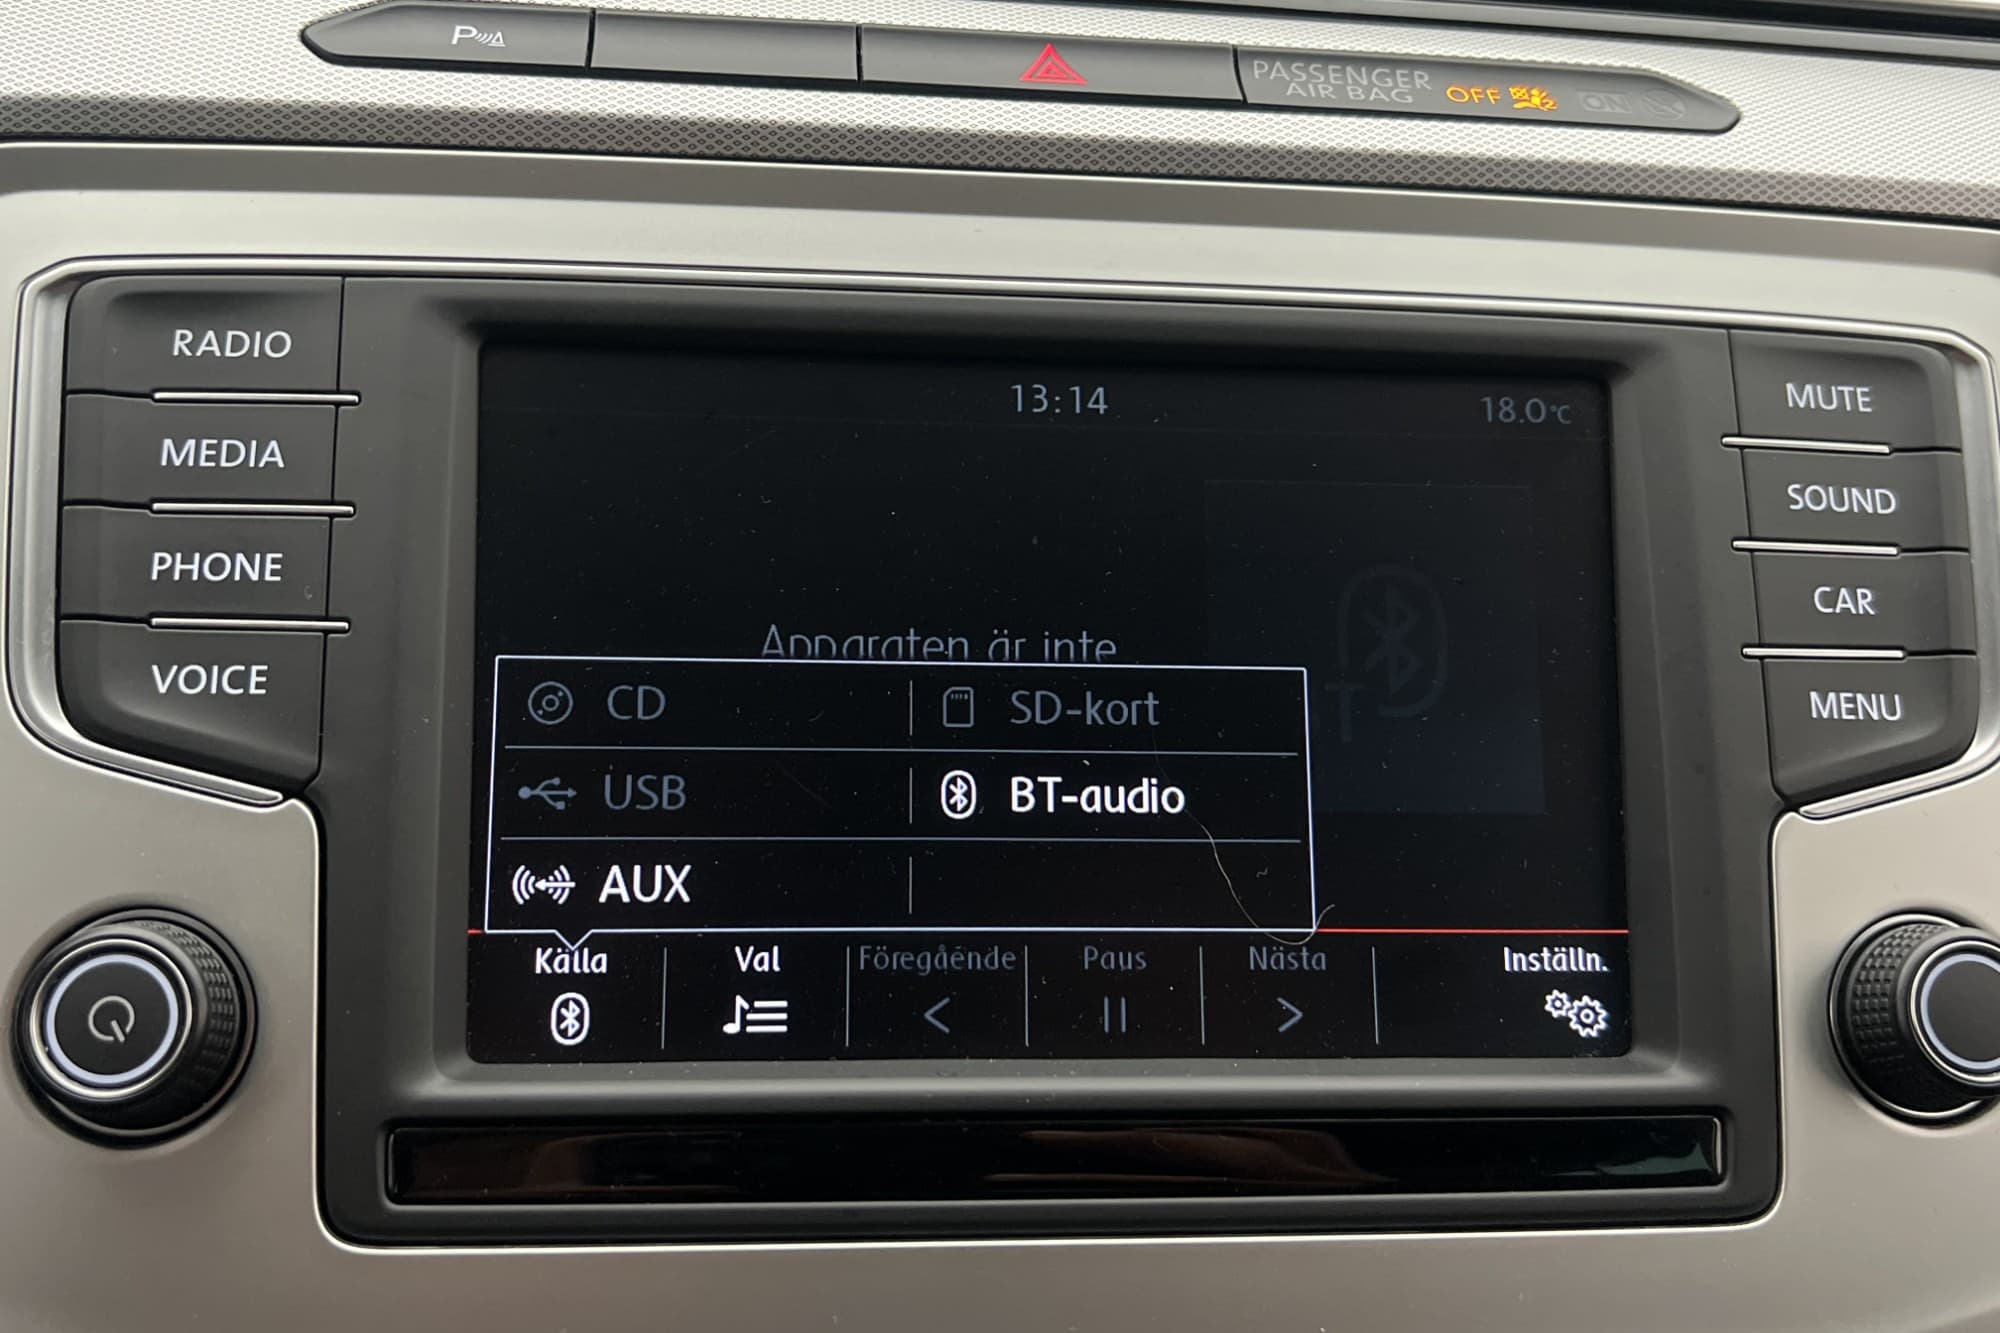 P
PASSENGER
AIR BAG OFF ON
RADIO
MEDIA
PHONE
VOICE
13:14
18.0°C
Apparaten är inte
CD
SD-kort
USB
BT-audio
AUX
Källa
Val
Föregående
Paus
Nästa
Inställn.
MUTE
SOUND
CAR
MENU